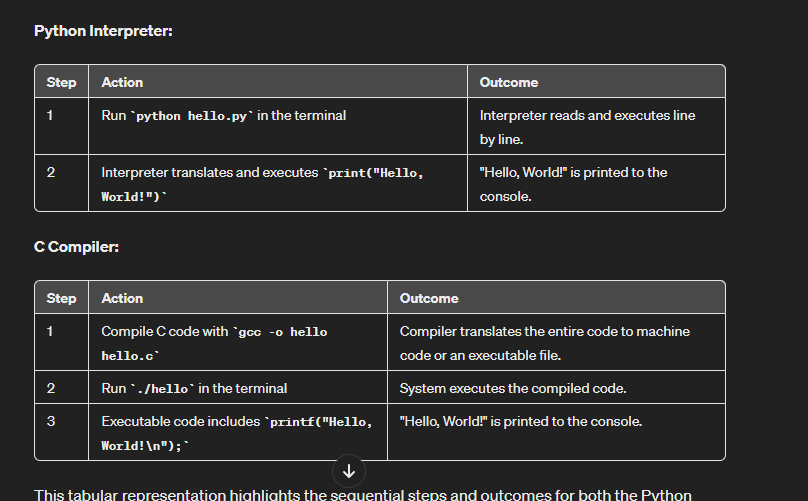 Python Interpreter:
Step Action Outcome
1 Run `python hello.py` in the terminal Interpreter reads and executes line
by line.
2 Interpreter translates and executes `print("Hello, "Hello, World!" is printed to the
World!")` console.
C Compiler:
Step Action Outcome
1 Compile C code with `gcc -o hello Compiler translates the entire code to machine
hello.c` code or an executable file.
2 Run `./hello` in the terminal System executes the compiled code.
3 Executable code includes `printf("Hello, "Hello, World!" is printed to the console.
World!\n");`
This tabular representation highlights the sequential steps and outcomes for both the Python